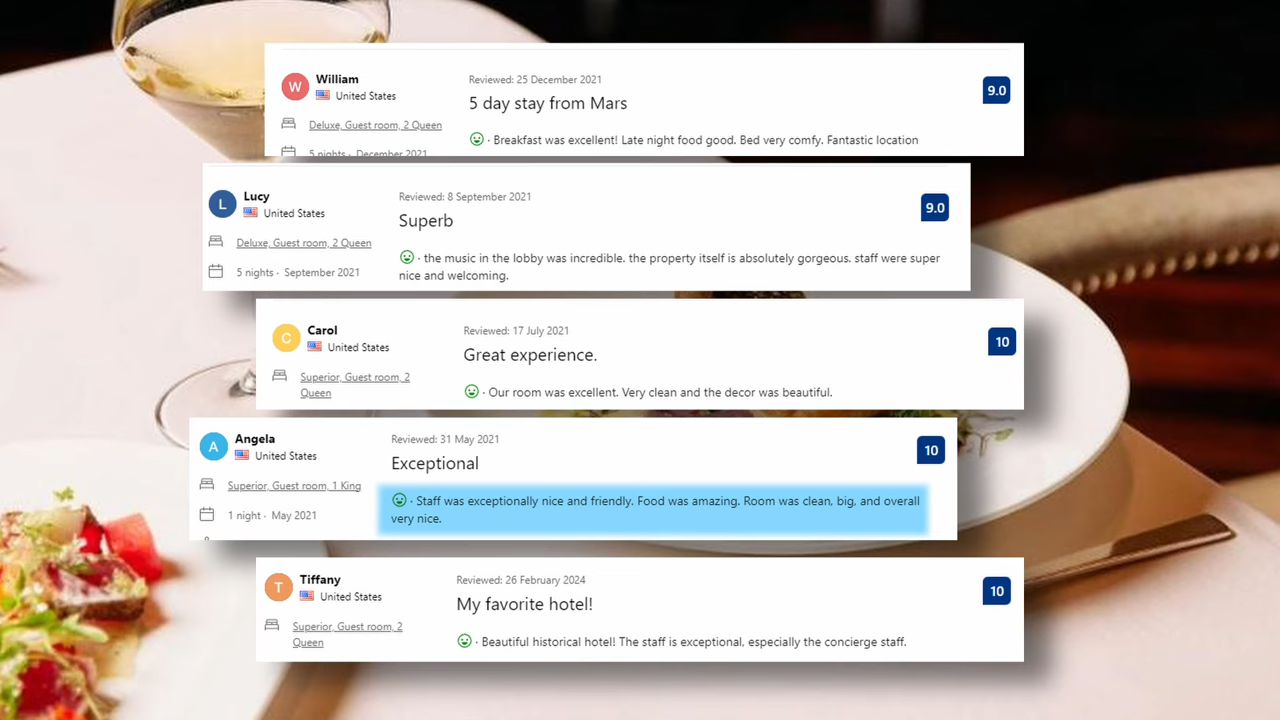 W
William
United States
Deluxe, Guest room, 2 Queen
5 nights · December 2021
Reviewed: 25 December 2021
5 day stay from Mars
· Breakfast was excellent! Late night food good. Bed very comfy. Fantastic location
9.0
L
Lucy
United States
Deluxe, Guest room, 2 Queen
5 nights · September 2021
Reviewed: 8 September 2021
Superb
· the music in the lobby was incredible. the property itself is absolutely gorgeous. staff were super
nice and welcoming.
9.0
C
Carol
United States
Superior, Guest room, 2
Queen
Reviewed: 17 July 2021
Great experience.
· Our room was excellent. Very clean and the decor was beautiful.
10
A
Angela
United States
Superior, Guest room, 1 King
1 night · May 2021
Reviewed: 31 May 2021
Exceptional
· Staff was exceptionally nice and friendly. Food was amazing. Room was clean, big, and overall
very nice.
10
T
Tiffany
United States
Superior, Guest room, 2
Queen
Reviewed: 26 February 2024
My favorite hotel!
· Beautiful historical hotel! The staff is exceptional, especially the concierge staff.
10